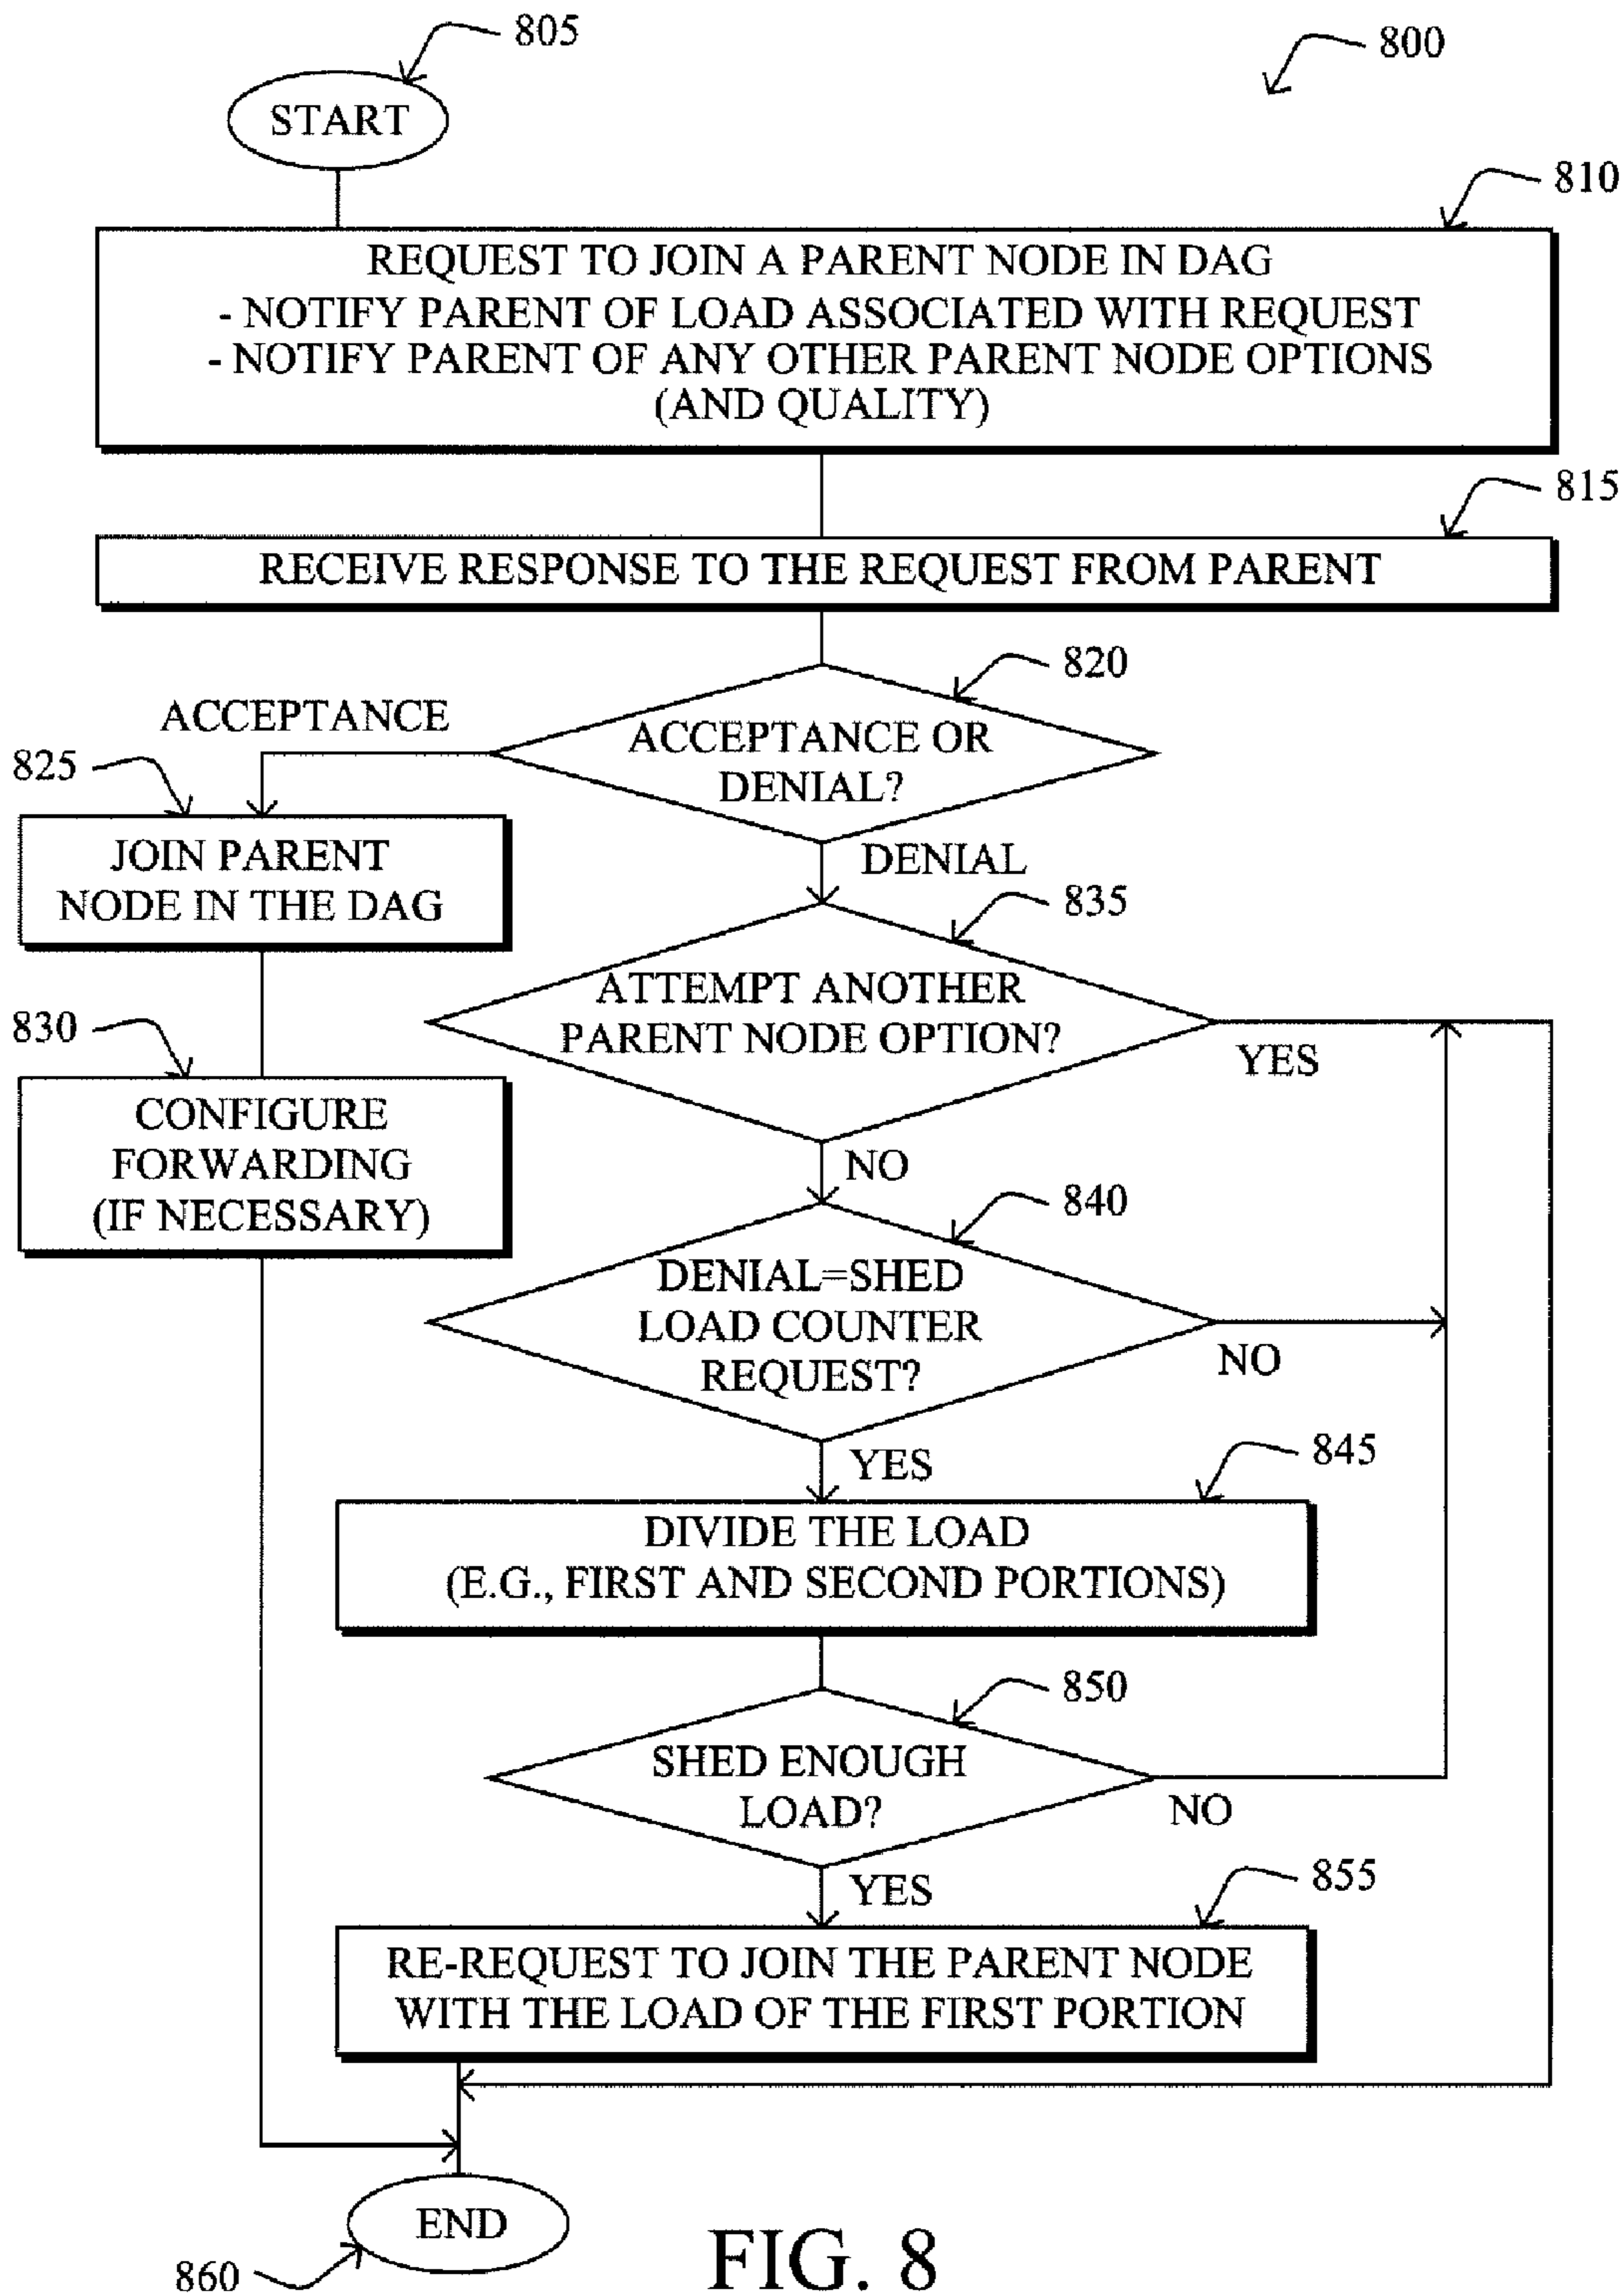 805
800
START
810
REQUEST TO JOIN A PARENT NODE IN DAG
- NOTIFY PARENT OF LOAD ASSOCIATED WITH REQUEST
- NOTIFY PARENT OF ANY OTHER PARENT NODE OPTIONS
(AND QUALITY)
815
RECEIVE RESPONSE TO THE REQUEST FROM PARENT
820
ACCEPTANCE
ACCEPTANCE OR
DENIAL?
825
JOIN PARENT
NODE IN THE DAG
DENIAL
835
ATTEMPT ANOTHER
PARENT NODE OPTION?
YES
830
CONFIGURE
FORWARDING
(IF NECESSARY)
NO
840
DENIAL=SHED
LOAD COUNTER
REQUEST?
NO
YES
845
DIVIDE THE LOAD
(E.G., FIRST AND SECOND PORTIONS)
850
SHED ENOUGH
LOAD?
NO
YES
855
RE-REQUEST TO JOIN THE PARENT NODE
WITH THE LOAD OF THE FIRST PORTION
END
860
FIG. 8